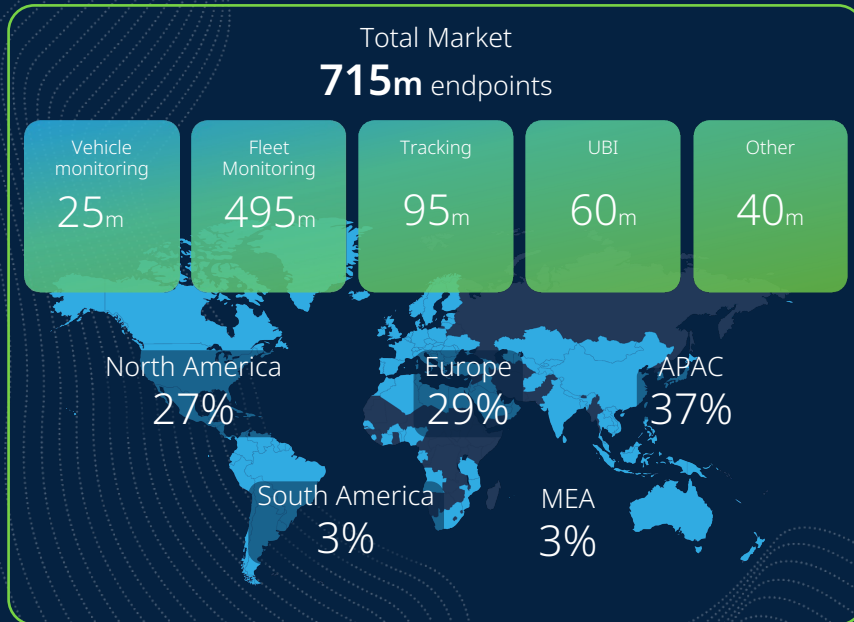 Total Market
715m endpoints
Vehicle
monitoring
25m
Fleet
Monitoring
495m
Tracking
95m
UBI
60m
Other
40m
North America
27%
Europe
29%
APAC
37%
South America
3%
MEA
3%